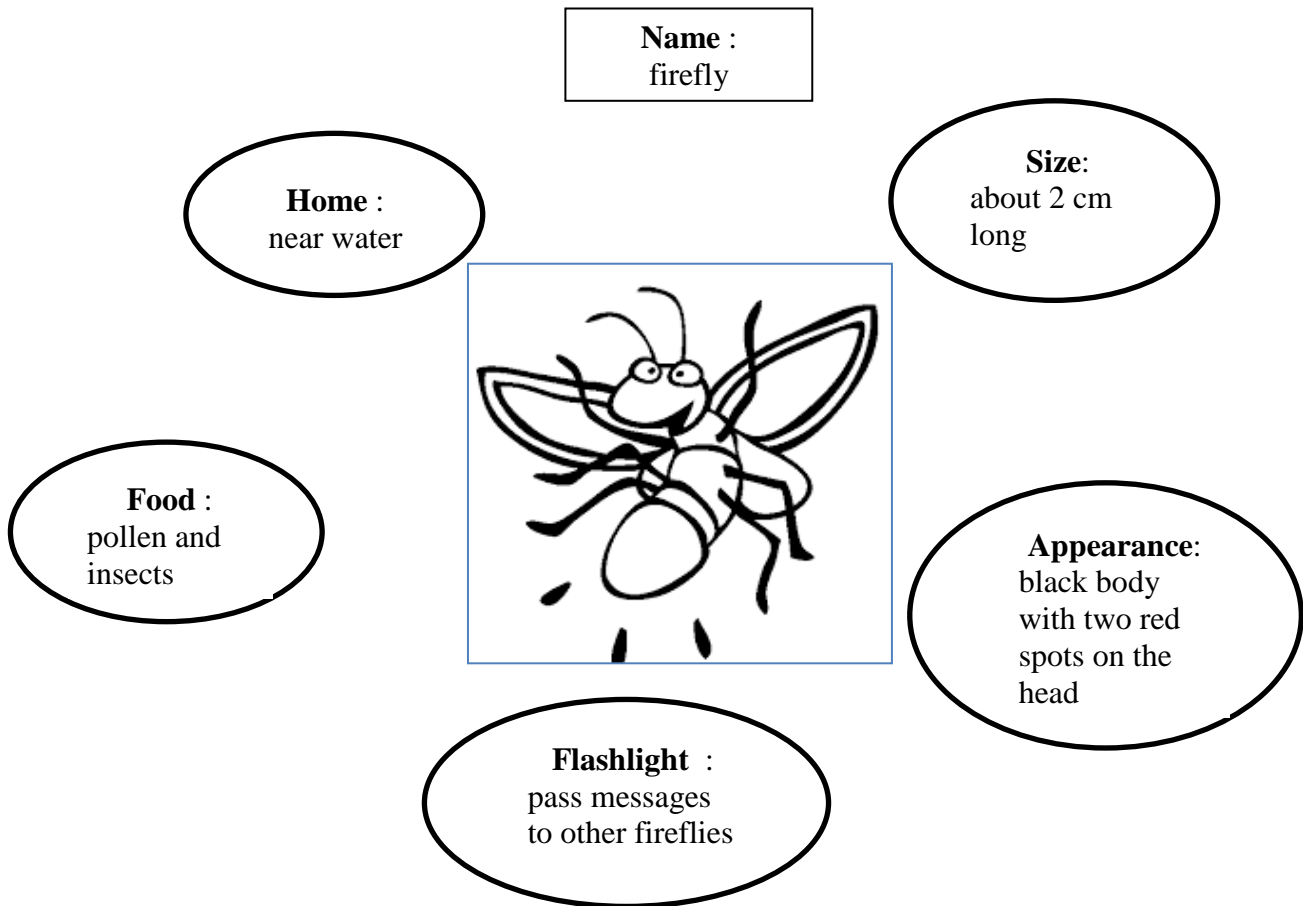 Name :
firefly
Home :
near water
Size:
about 2 cm
long
Food :
pollen and
insects
Appearance:
black body
with two red
spots on the
head
Flashlight :
pass messages
to other fireflies